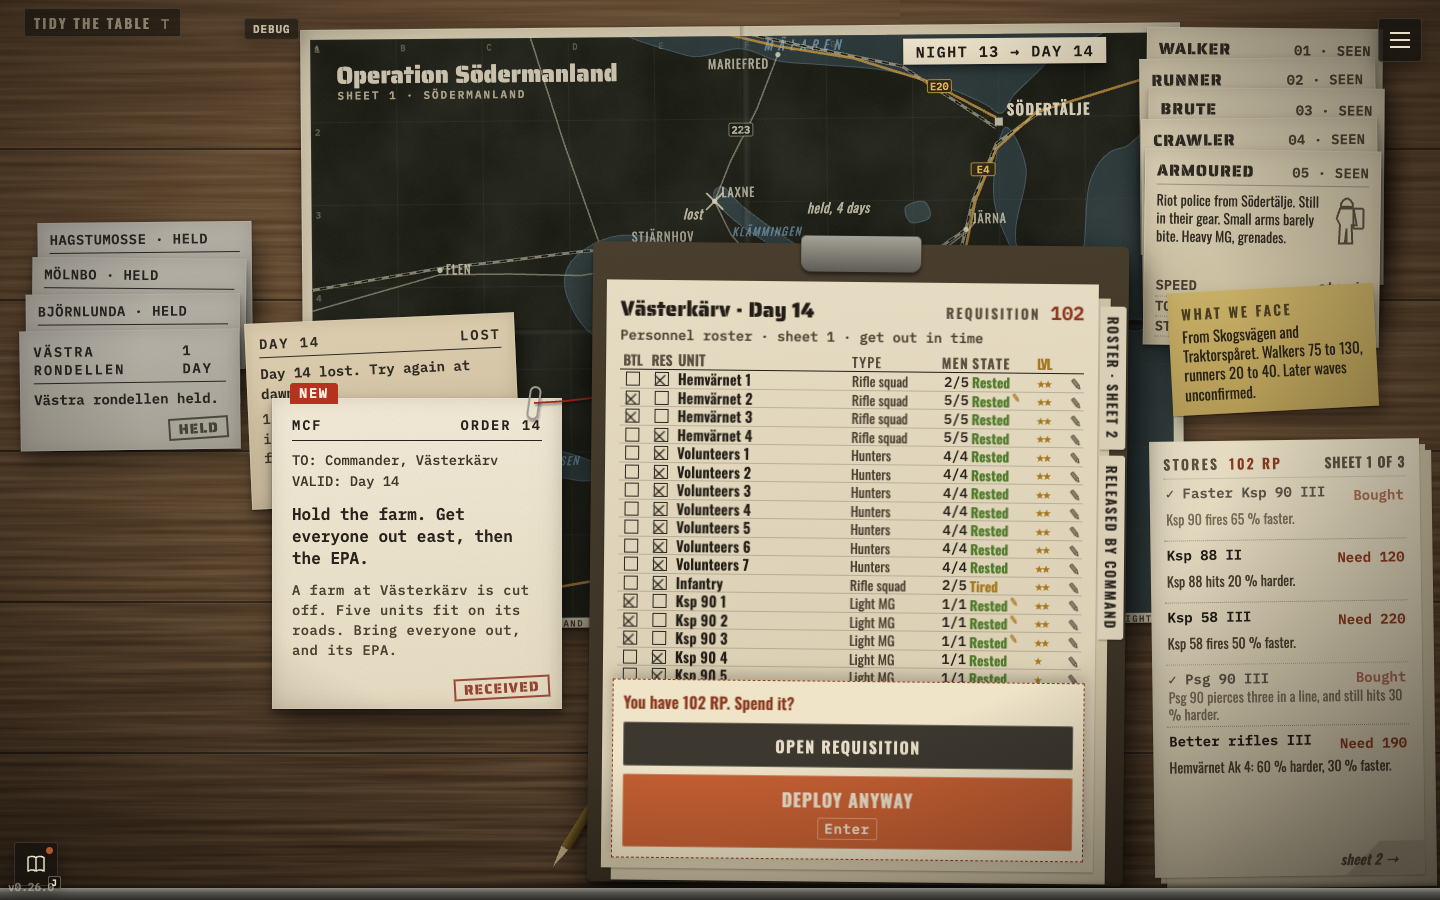 TIDY THE TABLE T
DEBUG
A B C D E F
2
3
4
Operation Södermanland
SHEET 1 · SÖDERMANLAND
MÄLAREN
MARIEFRED
NIGHT 13 → DAY 14
E20
SÖDERTÄLJE
223
E4
LAXNE
lost
held, 4 days
KLÄMMINGEN
JÄRNA
STJÄRNHOV
FLEN
WALKER 01 · SEEN
RUNNER 02 · SEEN
BRUTE 03 · SEEN
CRAWLER 04 · SEEN
ARMOURED 05 · SEEN
Riot police from Södertälje. Still
in their gear. Small arms barely
bite. Heavy MG, grenades.
SPEED
WHAT WE FACE
From Skogsvägen and
Traktorspåret. Walkers 75 to 130,
runners 20 to 40. Later waves
unconfirmed.
HAGSTUMOSSE · HELD
MÖLNBO · HELD
BJÖRNLUNDA · HELD
VÄSTRA RONDELLEN 1 DAY
Västra rondellen held.
HELD
DAY 14 LOST
Day 14 lost. Try again at
NEW
MCF ORDER 14
TO: Commander, Västerkärv
VALID: Day 14
Hold the farm. Get
everyone out east, then
the EPA.
A farm at Västerkärv is cut
off. Five units fit on its
roads. Bring everyone out,
and its EPA.
RECEIVED
Västerkärv · Day 14 REQUISITION 102
Personnel roster · sheet 1 · get out in time
BTL RES UNIT TYPE MEN STATE LVL
Hemvärnet 1 Rifle squad 2/5 Rested ★★
Hemvärnet 2 Rifle squad 5/5 Rested ★★
Hemvärnet 3 Rifle squad 5/5 Rested ★★
Hemvärnet 4 Rifle squad 5/5 Rested ★★
Volunteers 1 Hunters 4/4 Rested ★★
Volunteers 2 Hunters 4/4 Rested ★★
Volunteers 3 Hunters 4/4 Rested ★★
Volunteers 4 Hunters 4/4 Rested ★★
Volunteers 5 Hunters 4/4 Rested ★★
Volunteers 6 Hunters 4/4 Rested ★★
Volunteers 7 Hunters 4/4 Rested ★★
Infantry Rifle squad 2/5 Tired ★★
Ksp 90 1 Light MG 1/1 Rested ★★
Ksp 90 2 Light MG 1/1 Rested ★★
Ksp 90 3 Light MG 1/1 Rested ★★
Ksp 90 4 Light MG 1/1 Rested ★
Ksp 90 5 Light MG 1/1 Rested ★
You have 102 RP. Spend it?
OPEN REQUISITION
DEPLOY ANYWAY
Enter
ROSTER · SHEET 2
RELEASED BY COMMAND
STORES 102 RP SHEET 1 OF 3
✓ Faster Ksp 90 III Bought
Ksp 90 fires 65 % faster.
Ksp 88 II Need 120
Ksp 88 hits 20 % harder.
Ksp 58 III Need 220
Ksp 58 fires 50 % faster.
✓ Psg 90 III Bought
Psg 90 pierces three in a line, and still hits 30
% harder.
Better rifles III Need 190
Hemvärnet Ak 4: 60 % harder, 30 % faster.
sheet 2 →
J
v0.26.0